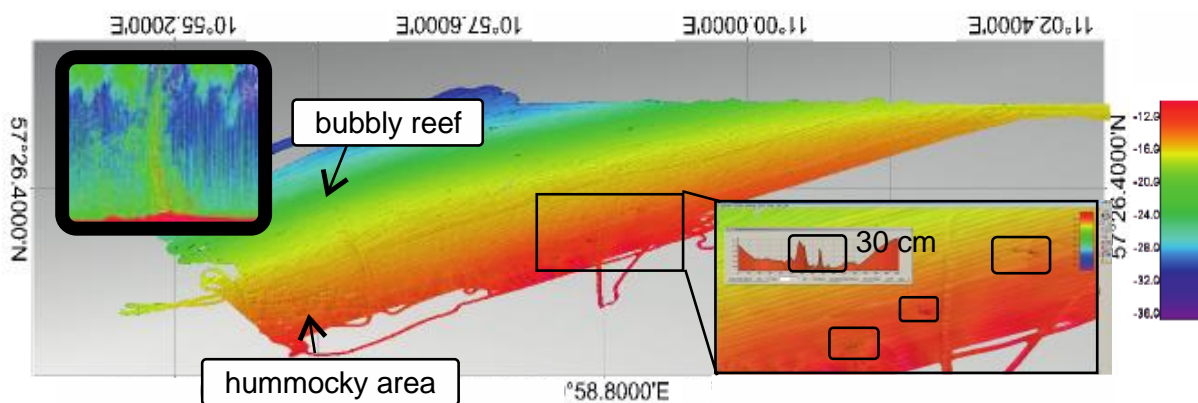 10°55.2000'E
10°57.6000'E
11°00.0000'E
11°02.4000'E
bubbly reef
57°26.4000'N
57°26.4000'N
-12.0
-16.0
-20.0
-24.0
-28.0
-32.0
-36.0
30 cm
hummocky area
°58.8000'E